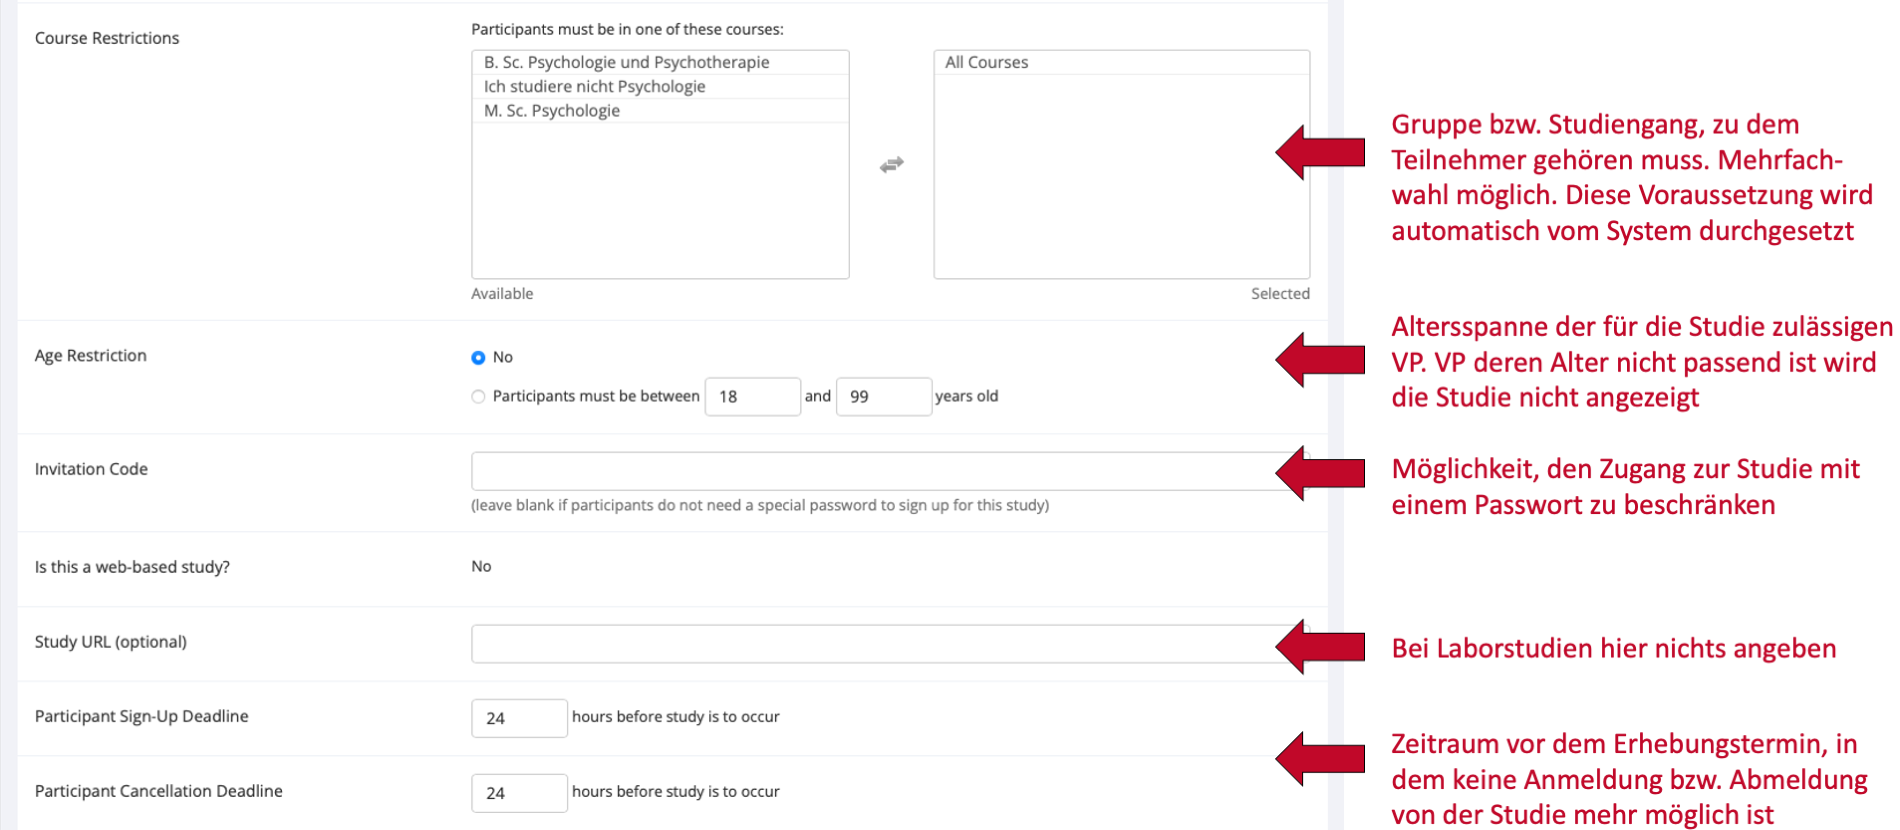 Course Restrictions
Participants must be in one of these courses:
B. Sc. Psychologie und Psychotherapie
Ich studiere nicht Psychologie
M. Sc. Psychologie
Available
All Courses
Selected
Gruppe bzw. Studiengang, zu dem
Teilnehmer gehören muss. Mehrfach-
wahl möglich. Diese Voraussetzung wird
automatisch vom System durchgesetzt
Age Restriction
No
Participants must be between 18 and 99 years old
Altersspanne der für die Studie zulässigen
VP. VP deren Alter nicht passend ist wird
die Studie nicht angezeigt
Invitation Code
(leave blank if participants do not need a special password to sign up for this study)
Möglichkeit, den Zugang zur Studie mit
einem Passwort zu beschränken
Is this a web-based study?
No
Study URL (optional)
Bei Laborstudien hier nichts angeben
Participant Sign-Up Deadline
24 hours before study is to occur
Participant Cancellation Deadline
24 hours before study is to occur
Zeitraum vor dem Erhebungstermin, in
dem keine Anmeldung bzw. Abmeldung
von der Studie mehr möglich ist